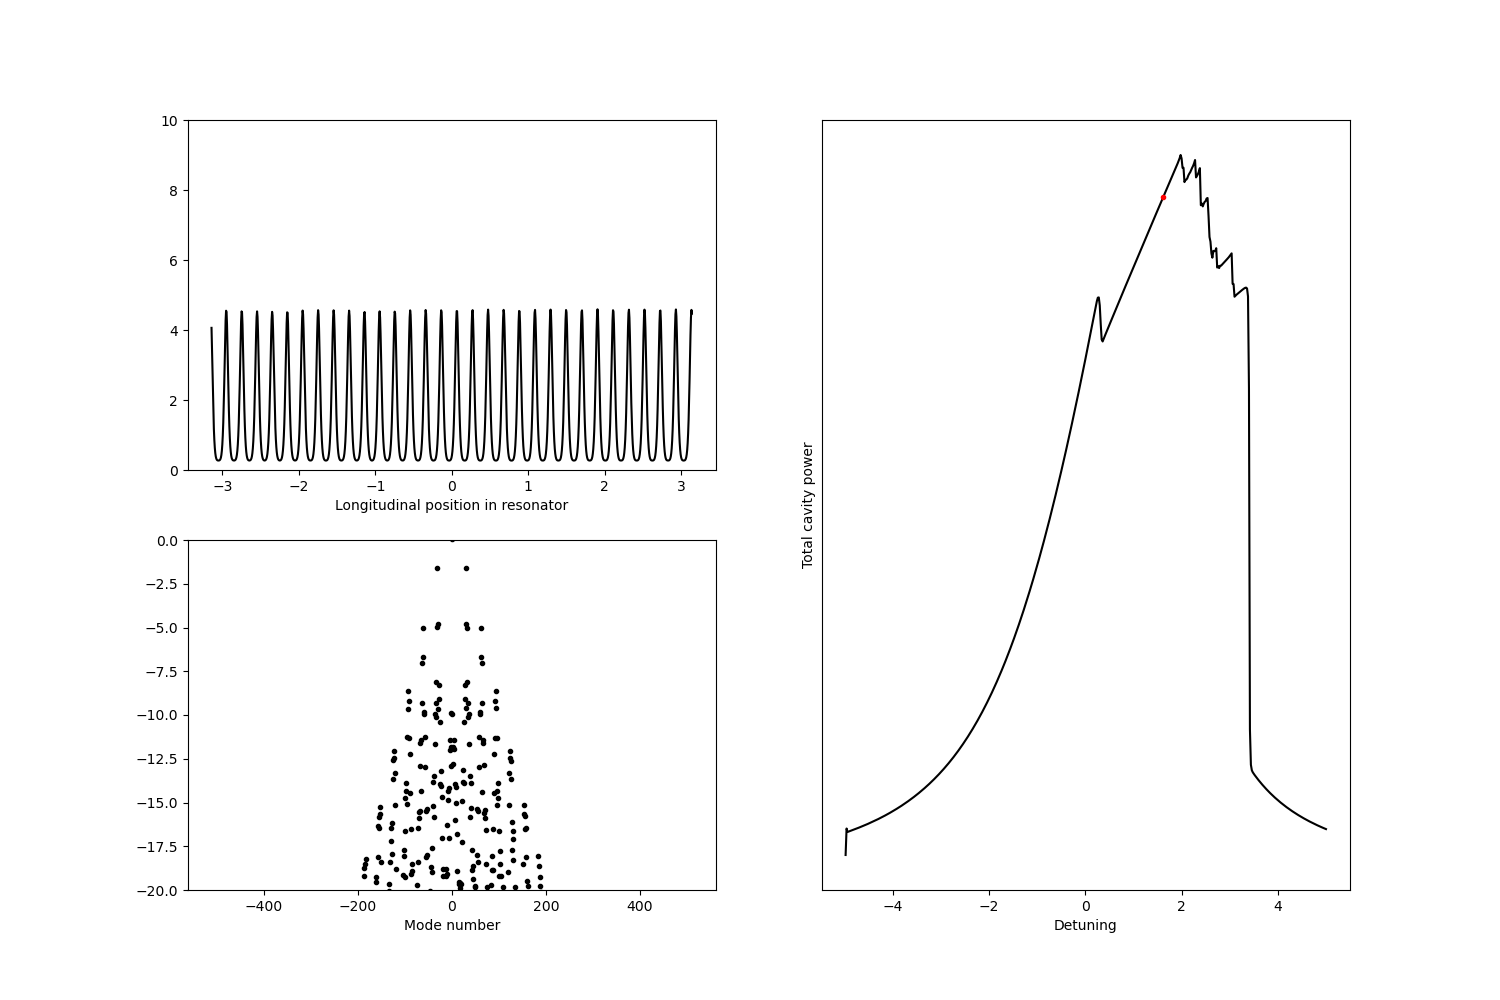 10
8
6
4
2
0
−3 −2 −1 0 1 2 3
Longitudinal position in resonator
0.0
−2.5
−5.0
−7.5
−10.0
−12.5
−15.0
−17.5
−20.0
−400 −200 0 200 400
Mode number
Total cavity power
−4 −2 0 2 4
Detuning